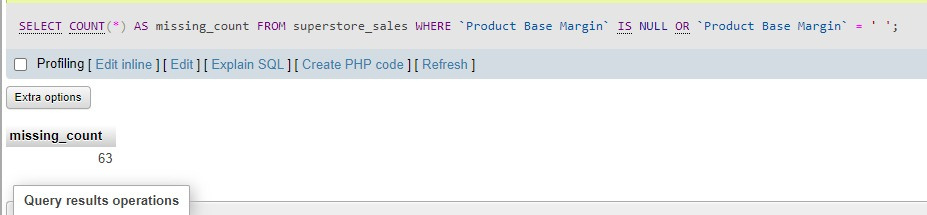 SELECT COUNT(*) AS missing_count FROM superstore_sales WHERE `Product Base Margin` IS NULL OR `Product Base Margin` = ' ';
Profiling [ Edit inline ] [ Edit ] [ Explain SQL ] [ Create PHP code ] [ Refresh ]
Extra options
missing_count
63
Query results operations